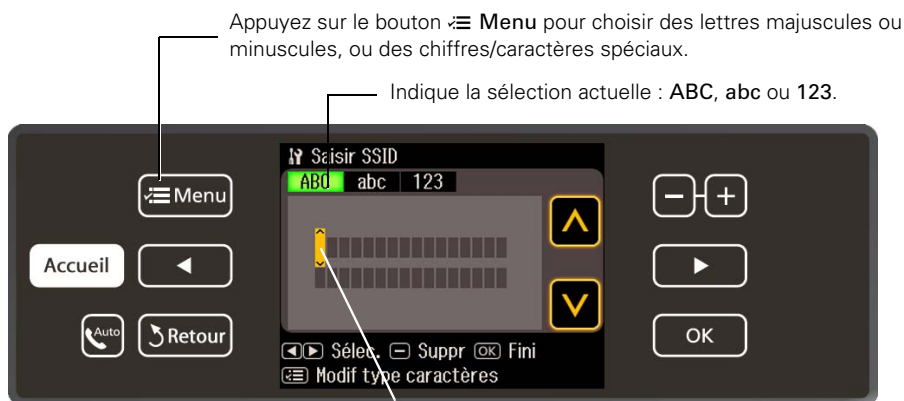 Appuyez sur le bouton Menu pour choisir des lettres majuscules ou
minuscules, ou des chiffres/caractères spéciaux.
Indique la sélection actuelle : ABC, abc ou 123.
Saisir SSID
ABC abc 123
Menu
- +
Accueil
Auto
Retour
OK
Sélec. - Suppr OK Fini
Modif type caractères